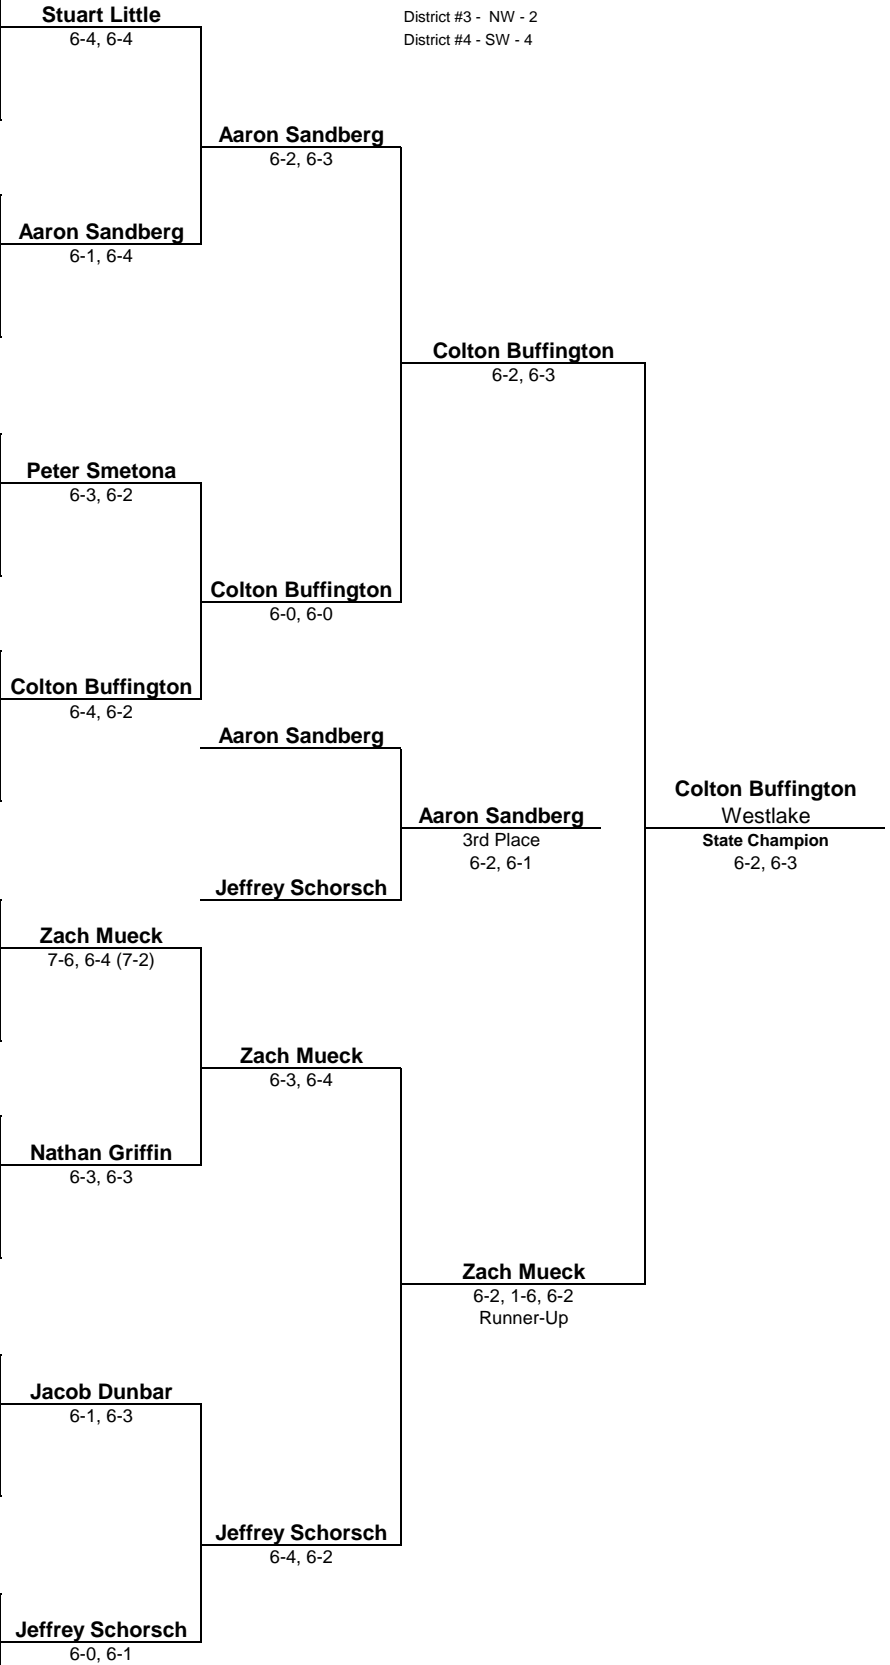 Stuart Little
6-4, 6-4
District #3 - NW - 2
District #4 - SW - 4
Aaron Sandberg
6-2, 6-3
Aaron Sandberg
6-1, 6-4
Colton Buffington
6-2, 6-3
Peter Smetona
6-3, 6-2
Colton Buffington
6-0, 6-0
Colton Buffington
6-4, 6-2
Aaron Sandberg
Colton Buffington
Westlake
State Champion
6-2, 6-3
Aaron Sandberg
3rd Place
6-2, 6-1
Jeffrey Schorsch
Zach Mueck
7-6, 6-4 (7-2)
Zach Mueck
6-3, 6-4
Nathan Griffin
6-3, 6-3
Zach Mueck
6-2, 1-6, 6-2
Runner-Up
Jacob Dunbar
6-1, 6-3
Jeffrey Schorsch
6-4, 6-2
Jeffrey Schorsch
6-0, 6-1